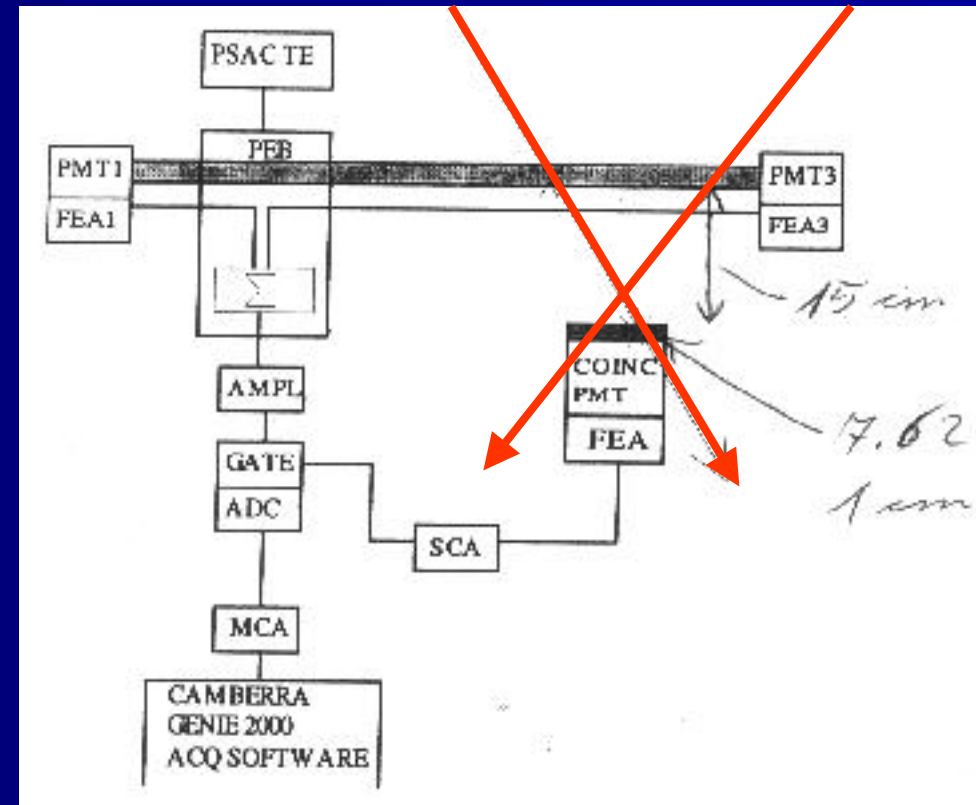 PSAC TE
PEB
PMT1
FEA1
PMT3
FEA3
Σ
15 cm
COINC
PMT
FEA
7.62
1 cm
AMPL
GATE
ADC
SCA
MCA
CAMBERRA
GENIE 2000
ACQ SOFTWARE